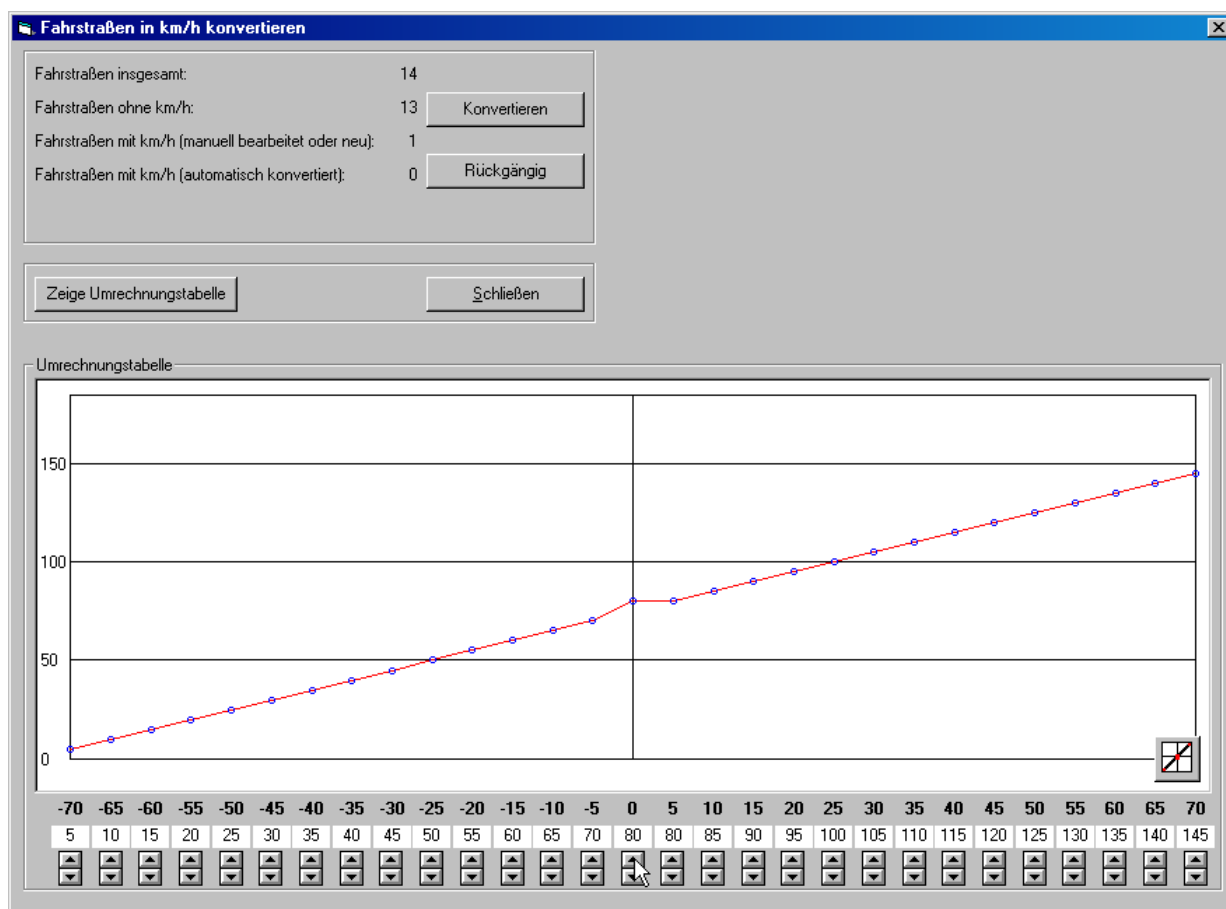 Fahrstraßen in km/h konvertieren
Fahrstraßen insgesamt: 14
Fahrstraßen ohne km/h: 13 Konvertieren
Fahrstraßen mit km/h (manuell bearbeitet oder neu): 1
Fahrstraßen mit km/h (automatisch konvertiert): 0 Rückgängig
Zeige Umrechnungstabelle Schließen
Umrechnungstabelle
150
100
50
0
-70 -65 -60 -55 -50 -45 -40 -35 -30 -25 -20 -15 -10 -5 0 5 10 15 20 25 30 35 40 45 50 55 60 65 70
5 10 15 20 25 30 35 40 45 50 55 60 65 70 80 80 85 90 95 100 105 110 115 120 125 130 135 140 145